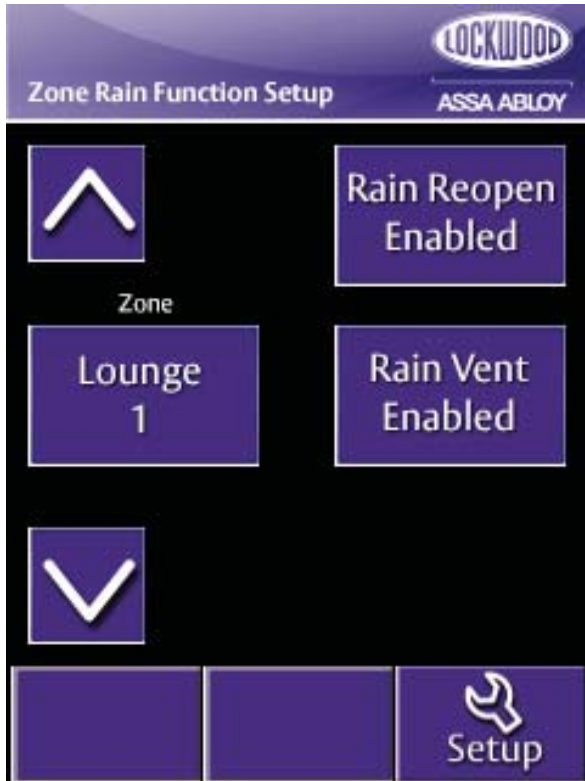 LOCKWOOD
Zone Rain Function Setup
ASSA ABLOY
Rain Reopen
Enabled
Zone
Lounge
1
Rain Vent
Enabled
Setup